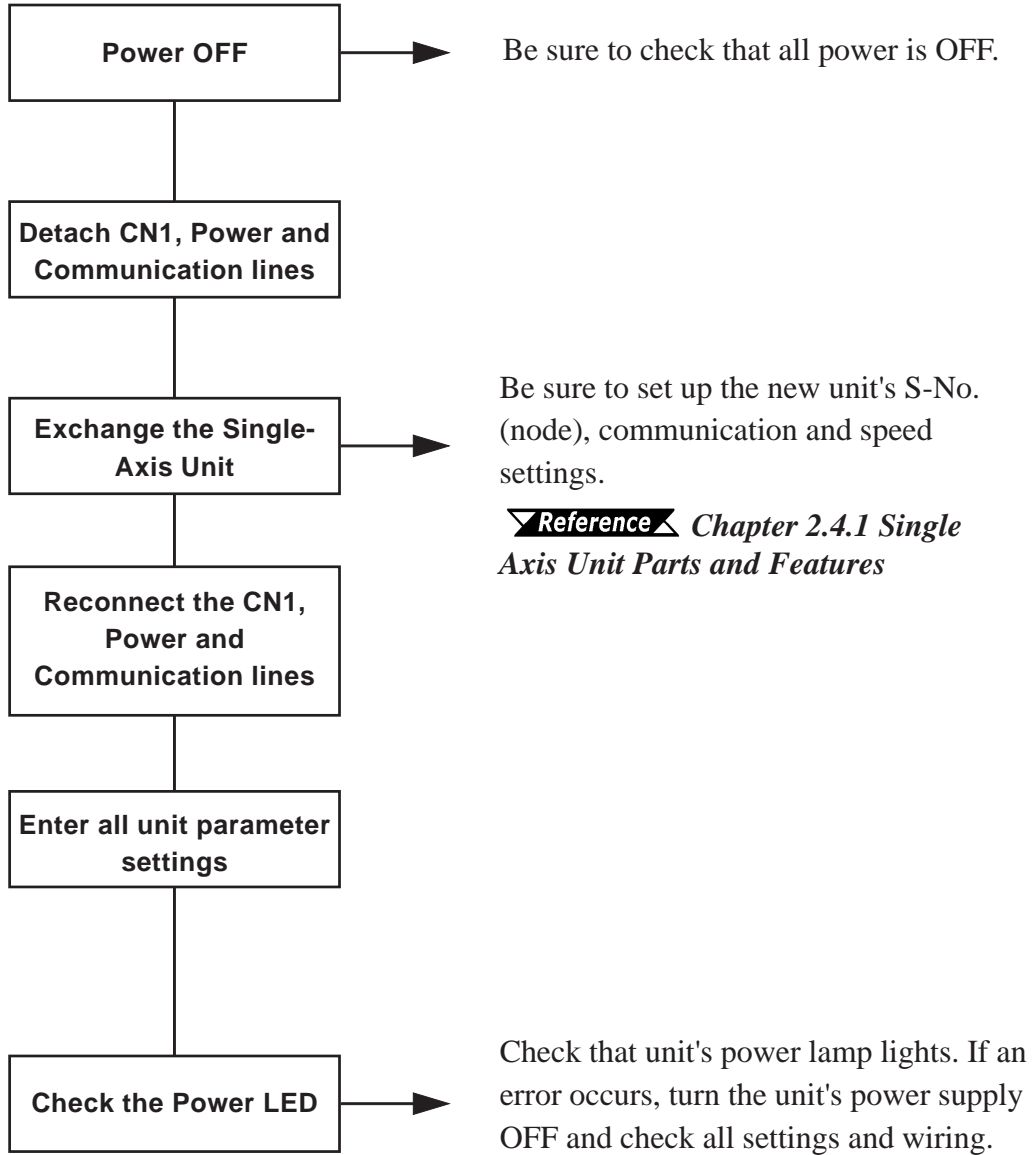 Power OFF
Be sure to check that all power is OFF.
Detach CN1, Power and
Communication lines
Exchange the Single-
Axis Unit
Be sure to set up the new unit's S-No.
(node), communication and speed
settings.
Reference Chapter 2.4.1 Single
Axis Unit Parts and Features
Reconnect the CN1,
Power and
Communication lines
Enter all unit parameter
settings
Check the Power LED
Check that unit's power lamp lights. If an
error occurs, turn the unit's power supply
OFF and check all settings and wiring.